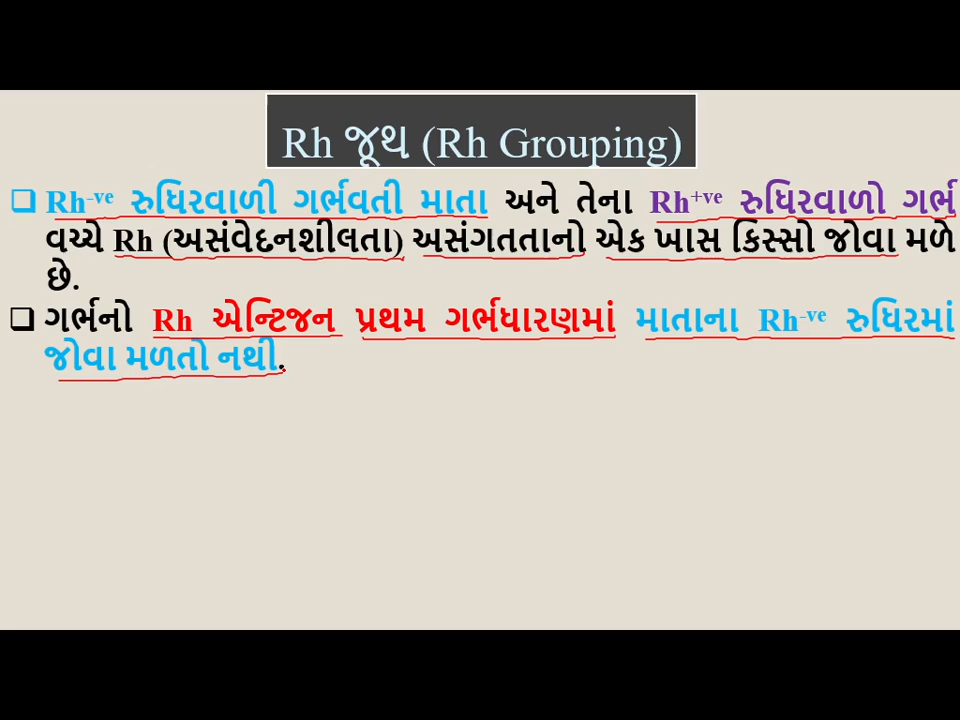 Rh જૂથ (Rh Grouping)
Rh-ve રુધિરવાળી ગર્ભવતી માતા અને તેના Rh+ve રુધિરવાળો ગર્ભ
વચ્ચે Rh (અસંવેદનશીલતા) અસંગતતાનો એક ખાસ કિસ્સો જોવા મળે
છે.
ગર્ભનો Rh એન્ટિજન પ્રથમ ગર્ભધારણમાં માતાના Rh-ve રુધિરમાં
જોવા મળતો નથી.